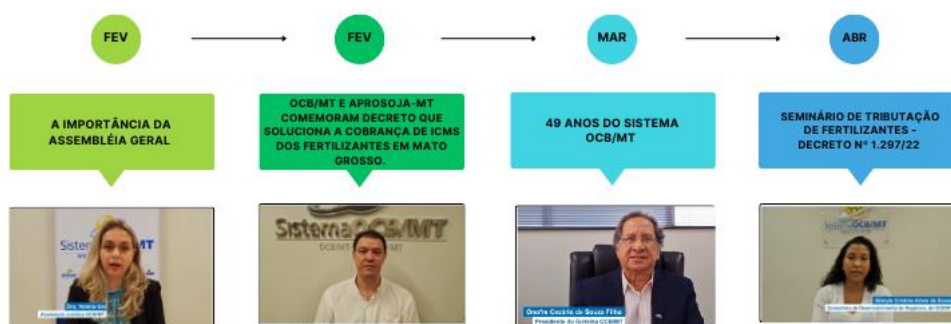 FEV
FEV
MAR
ABR
A IMPORTÂNCIA DA
ASSEMBLÉIA GERAL
OCB/MT E APROSOJA-MT
COMEMORAM DECRETO QUE
SOLUCIONA A COBRANÇA DE ICMS
DOS FERTILIZANTES EM MATO
GROSSO.
49 ANOS DO SISTEMA
OCB/MT
SEMINÁRIO DE TRIBUTAÇÃO
DE FERTILIZANTES -
DECRETO Nº 1.297/22
Sistema OCB/MT
Onofre Cezário de Souza Filho
Presidente do Sistema OCB/MT